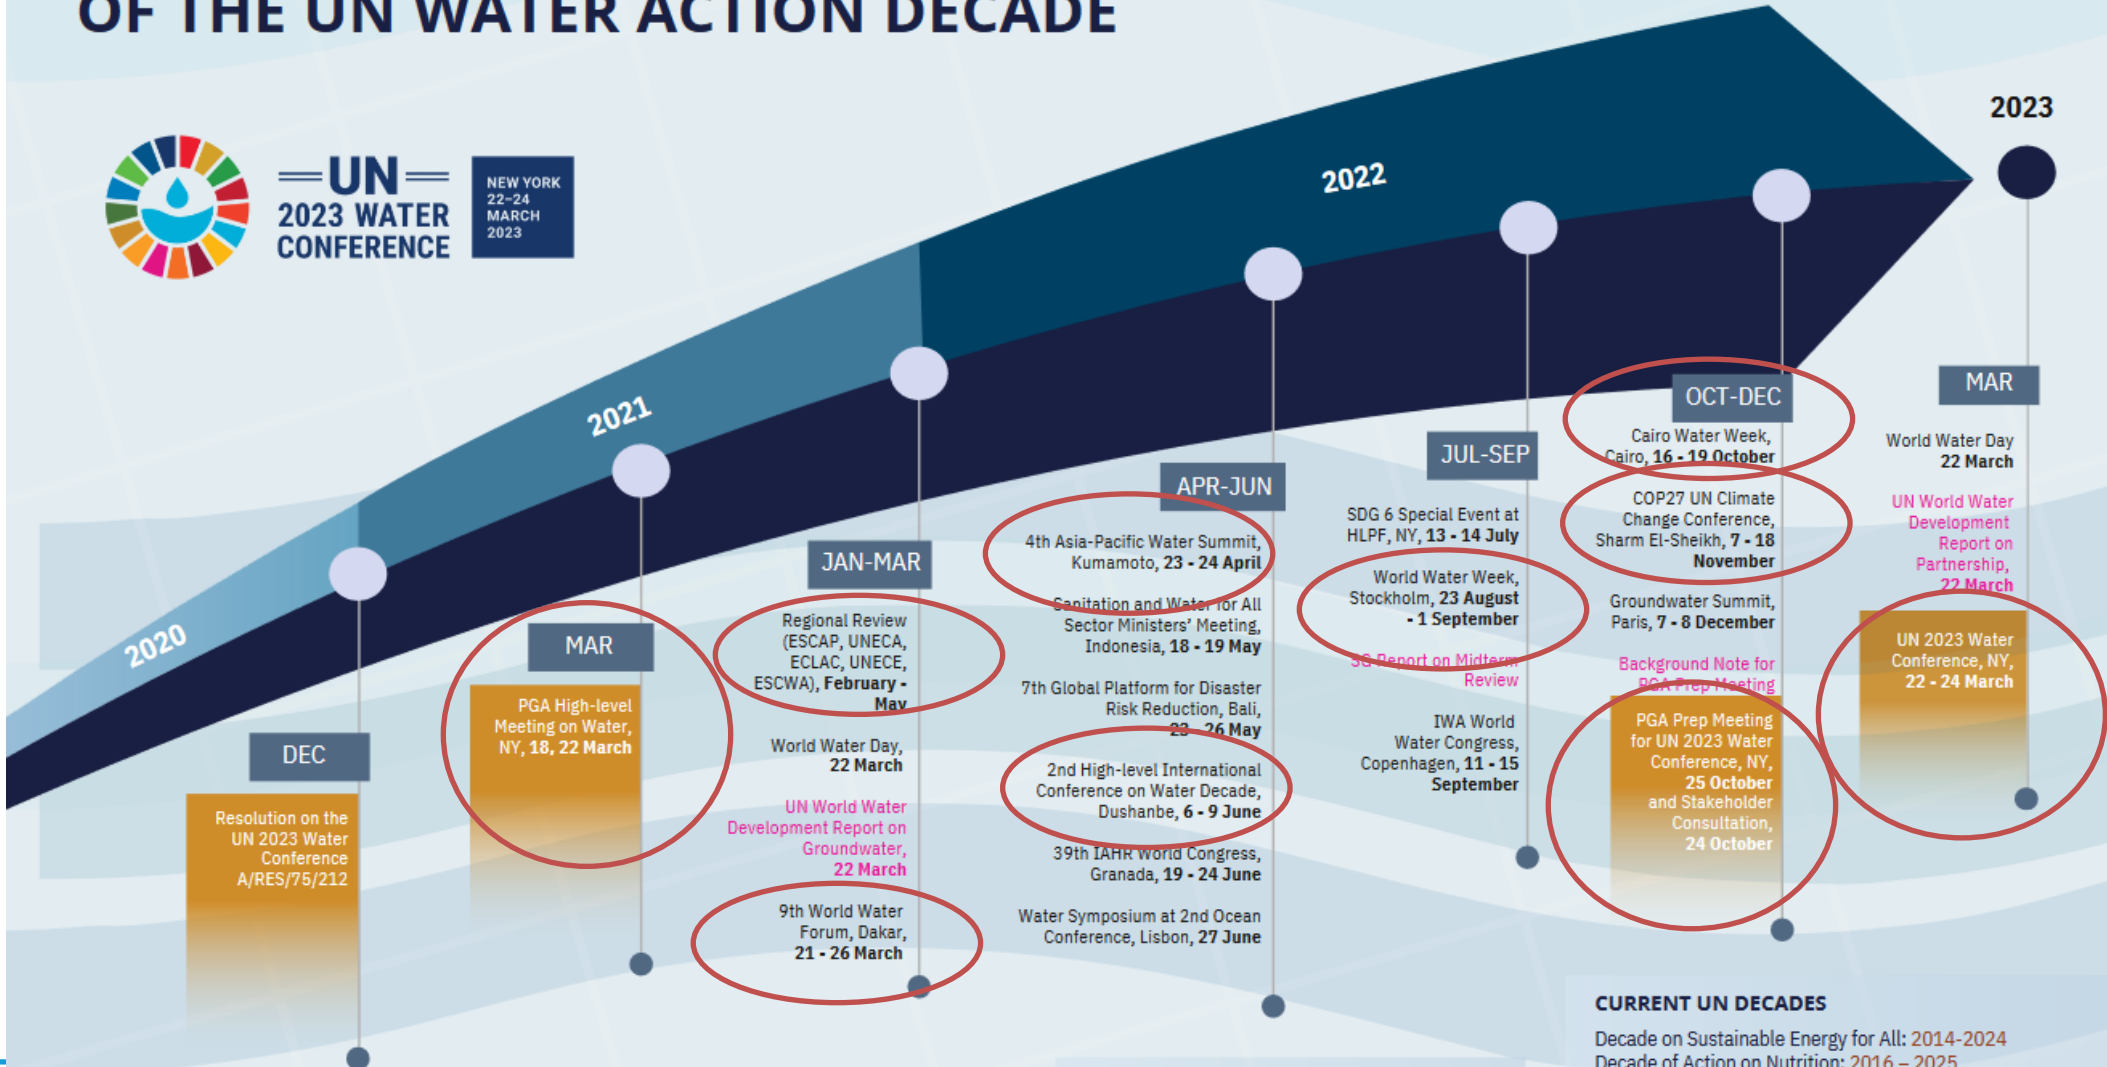 OF THE UN WATER ACTION DECADE
UN
2023 WATER
CONFERENCE
NEW YORK
22–24
MARCH
2023
2020
2021
2022
2023
DEC
Resolution on the
UN 2023 Water
Conference
A/RES/75/212
MAR
PGA High-level
Meeting on Water,
NY, 18, 22 March
JAN-MAR
Regional Review
(ESCAP, UNECA,
ECLAC, UNECE,
ESCWA), February -
May
World Water Day,
22 March
UN World Water
Development Report on
Groundwater,
22 March
9th World Water
Forum, Dakar,
21 - 26 March
APR-JUN
4th Asia-Pacific Water Summit,
Kumamoto, 23 - 24 April
Sanitation and Water for All
Sector Ministers' Meeting,
Indonesia, 18 - 19 May
7th Global Platform for Disaster
Risk Reduction, Bali,
23 - 26 May
2nd High-level International
Conference on Water Decade,
Dushanbe, 6 - 9 June
39th IAHR World Congress,
Granada, 19 - 24 June
Water Symposium at 2nd Ocean
Conference, Lisbon, 27 June
JUL-SEP
SDG 6 Special Event at
HLPF, NY, 13 - 14 July
World Water Week,
Stockholm, 23 August
- 1 September
SG Report on Midterm
Review
IWA World
Water Congress,
Copenhagen, 11 - 15
September
OCT-DEC
Cairo Water Week,
Cairo, 16 - 19 October
COP27 UN Climate
Change Conference,
Sharm El-Sheikh, 7 - 18
November
Groundwater Summit,
Paris, 7 - 8 December
Background Note for
PGA Prep Meeting
PGA Prep Meeting
for UN 2023 Water
Conference, NY,
25 October
and Stakeholder
Consultation,
24 October
MAR
World Water Day
22 March
UN World Water
Development
Report on
Partnership,
22 March
UN 2023 Water
Conference, NY,
22 - 24 March
CURRENT UN DECADES
Decade on Sustainable Energy for All: 2014-2024
Decade of Action on Nutrition: 2016 – 2025